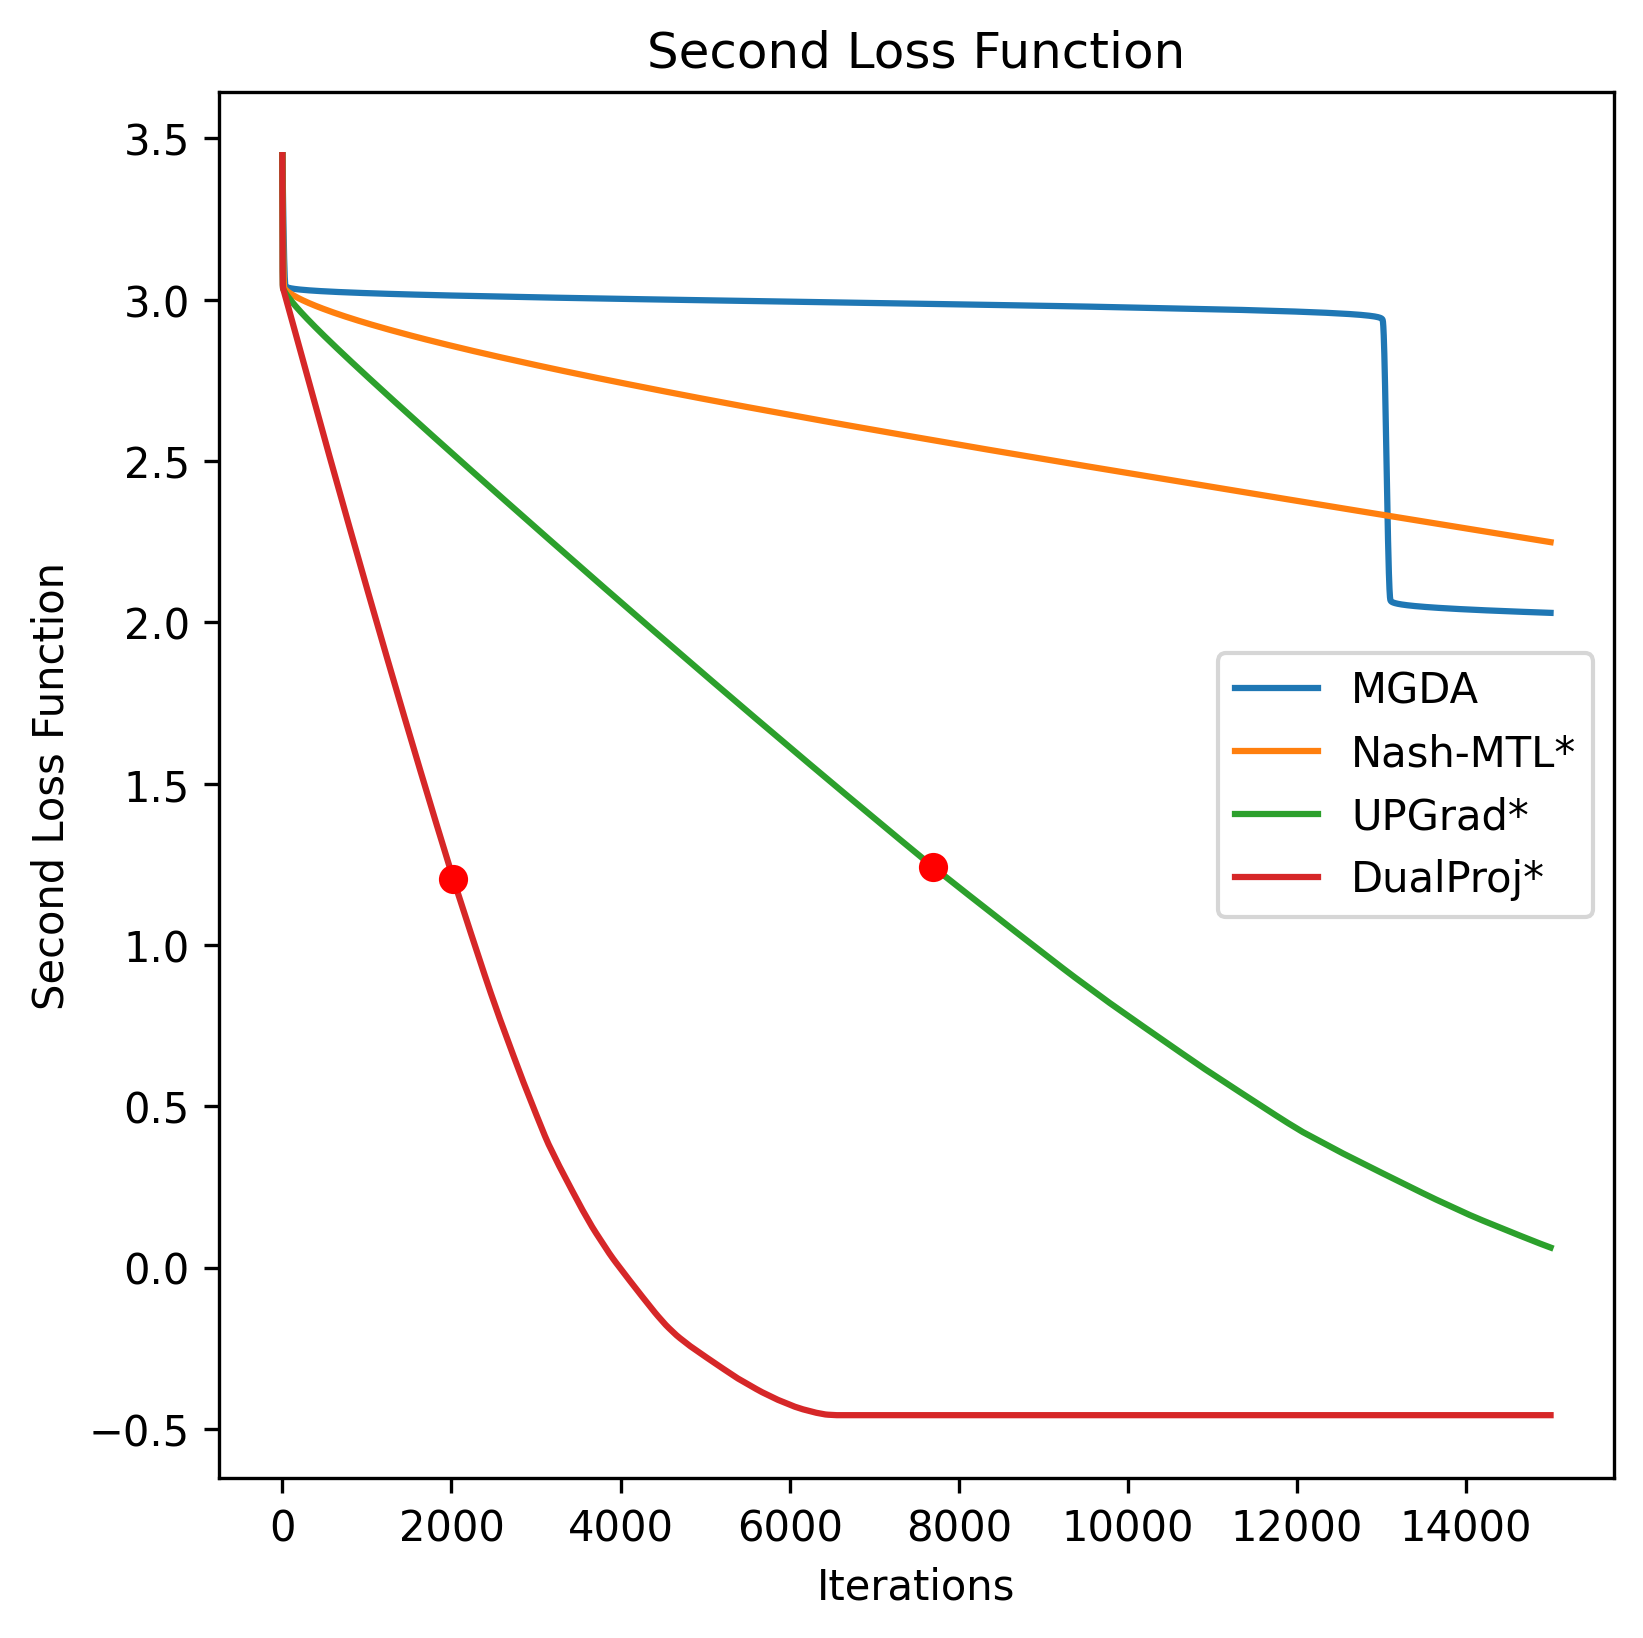 Second Loss Function
Second Loss Function
3.5
3.0
2.5
2.0
1.5
1.0
0.5
0.0
−0.5
MGDA
Nash-MTL*
UPGrad*
DualProj*
0 2000 4000 6000 8000 10000 12000 14000
Iterations